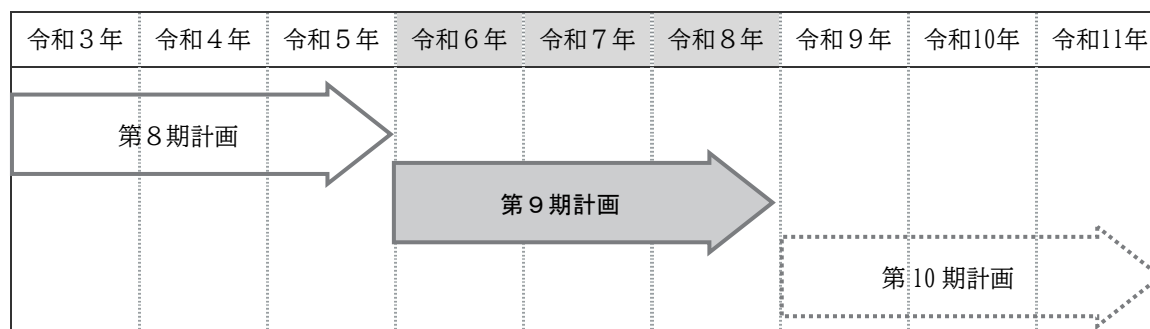 令和３年 令和４年 令和５年 令和６年 令和７年 令和８年 令和９年 令和10年 令和11年
第８期計画
第９期計画
第 10 期計画